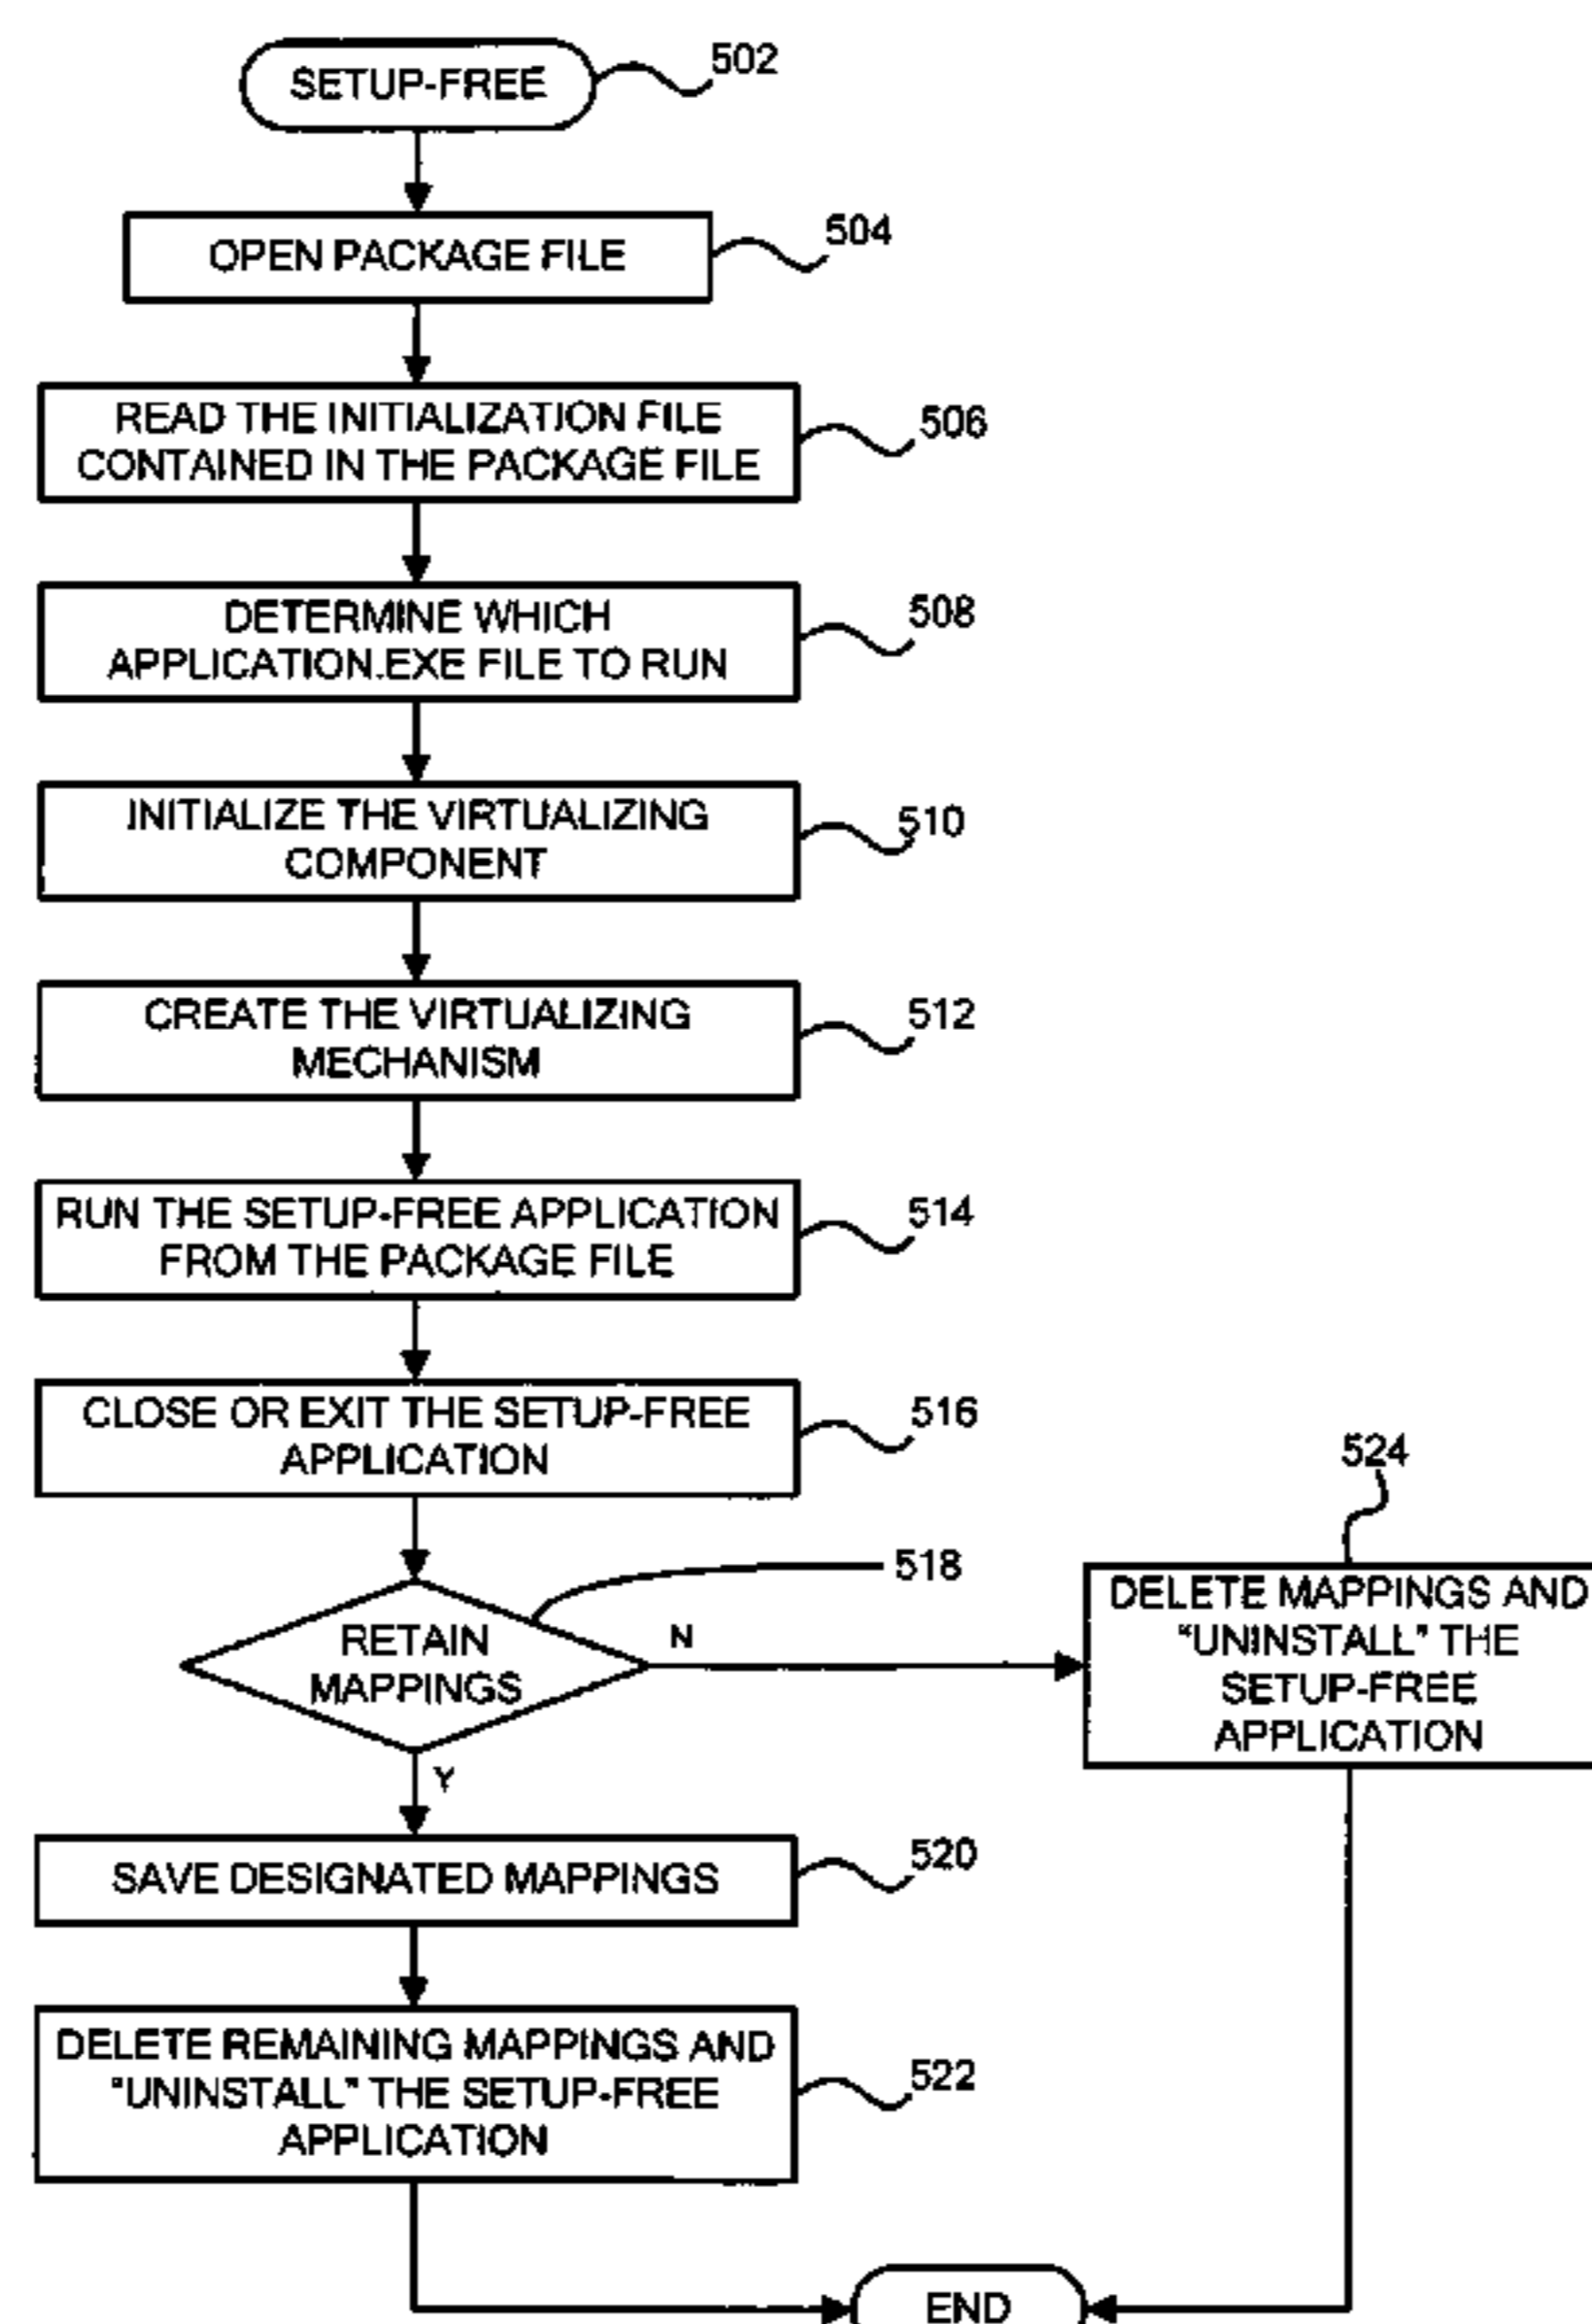 SETUP-FREE
502
OPEN PACKAGE FILE
504
READ THE INITIALIZATION FILE
CONTAINED IN THE PACKAGE FILE
506
DETERMINE WHICH
APPLICATION.EXE FILE TO RUN
508
INITIALIZE THE VIRTUALIZING
COMPONENT
510
CREATE THE VIRTUALIZING
MECHANISM
512
RUN THE SETUP-FREE APPLICATION
FROM THE PACKAGE FILE
514
CLOSE OR EXIT THE SETUP-FREE
APPLICATION
516
RETAIN
MAPPINGS
518
N
Y
524
DELETE MAPPINGS AND
"UNINSTALL" THE
SETUP-FREE
APPLICATION
SAVE DESIGNATED MAPPINGS
520
DELETE REMAINING MAPPINGS AND
"UNINSTALL" THE SETUP-FREE
APPLICATION
522
END